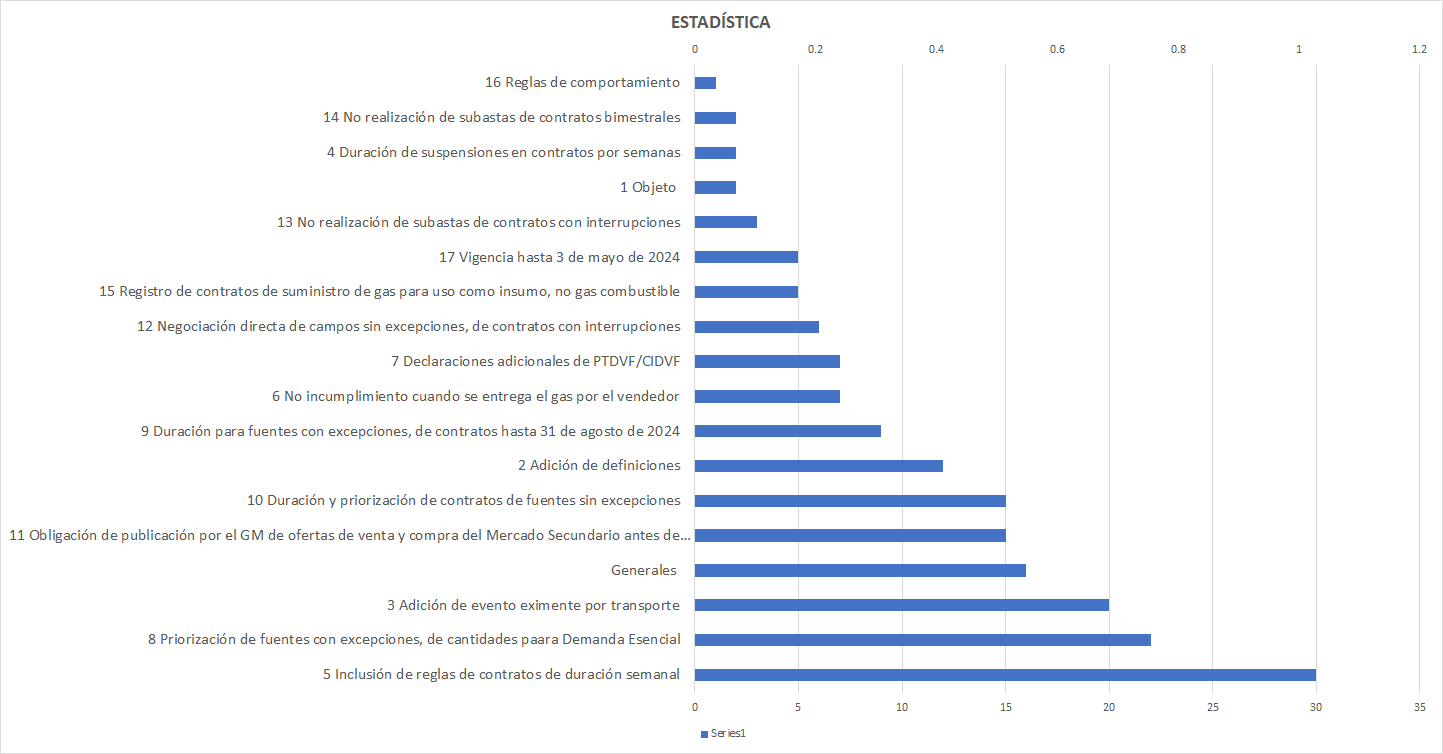 ESTADÍSTICA
0 0.2 0.4 0.6 0.8 1 1.2
16 Reglas de comportamiento
14 No realización de subastas de contratos bimestrales
4 Duración de suspensiones en contratos por semanas
1 Objeto
13 No realización de subastas de contratos con interrupciones
17 Vigencia hasta 3 de mayo de 2024
15 Registro de contratos de suministro de gas para uso como insumo, no gas combustible
12 Negociación directa de campos sin excepciones, de contratos con interrupciones
7 Declaraciones adicionales de PTDVF/CIDVF
6 No incumplimiento cuando se entrega el gas por el vendedor
9 Duración para fuentes con excepciones, de contratos hasta 31 de agosto de 2024
2 Adición de definiciones
10 Duración y priorización de contratos de fuentes sin excepciones
11 Obligación de publicación por el GM de ofertas de venta y compra del Mercado Secundario antes de...
Generales
3 Adición de evento eximente por transporte
8 Priorización de fuentes con excepciones, de cantidades paara Demanda Esencial
5 Inclusión de reglas de contratos de duración semanal
0 5 10 15 20 25 30 35
Series1